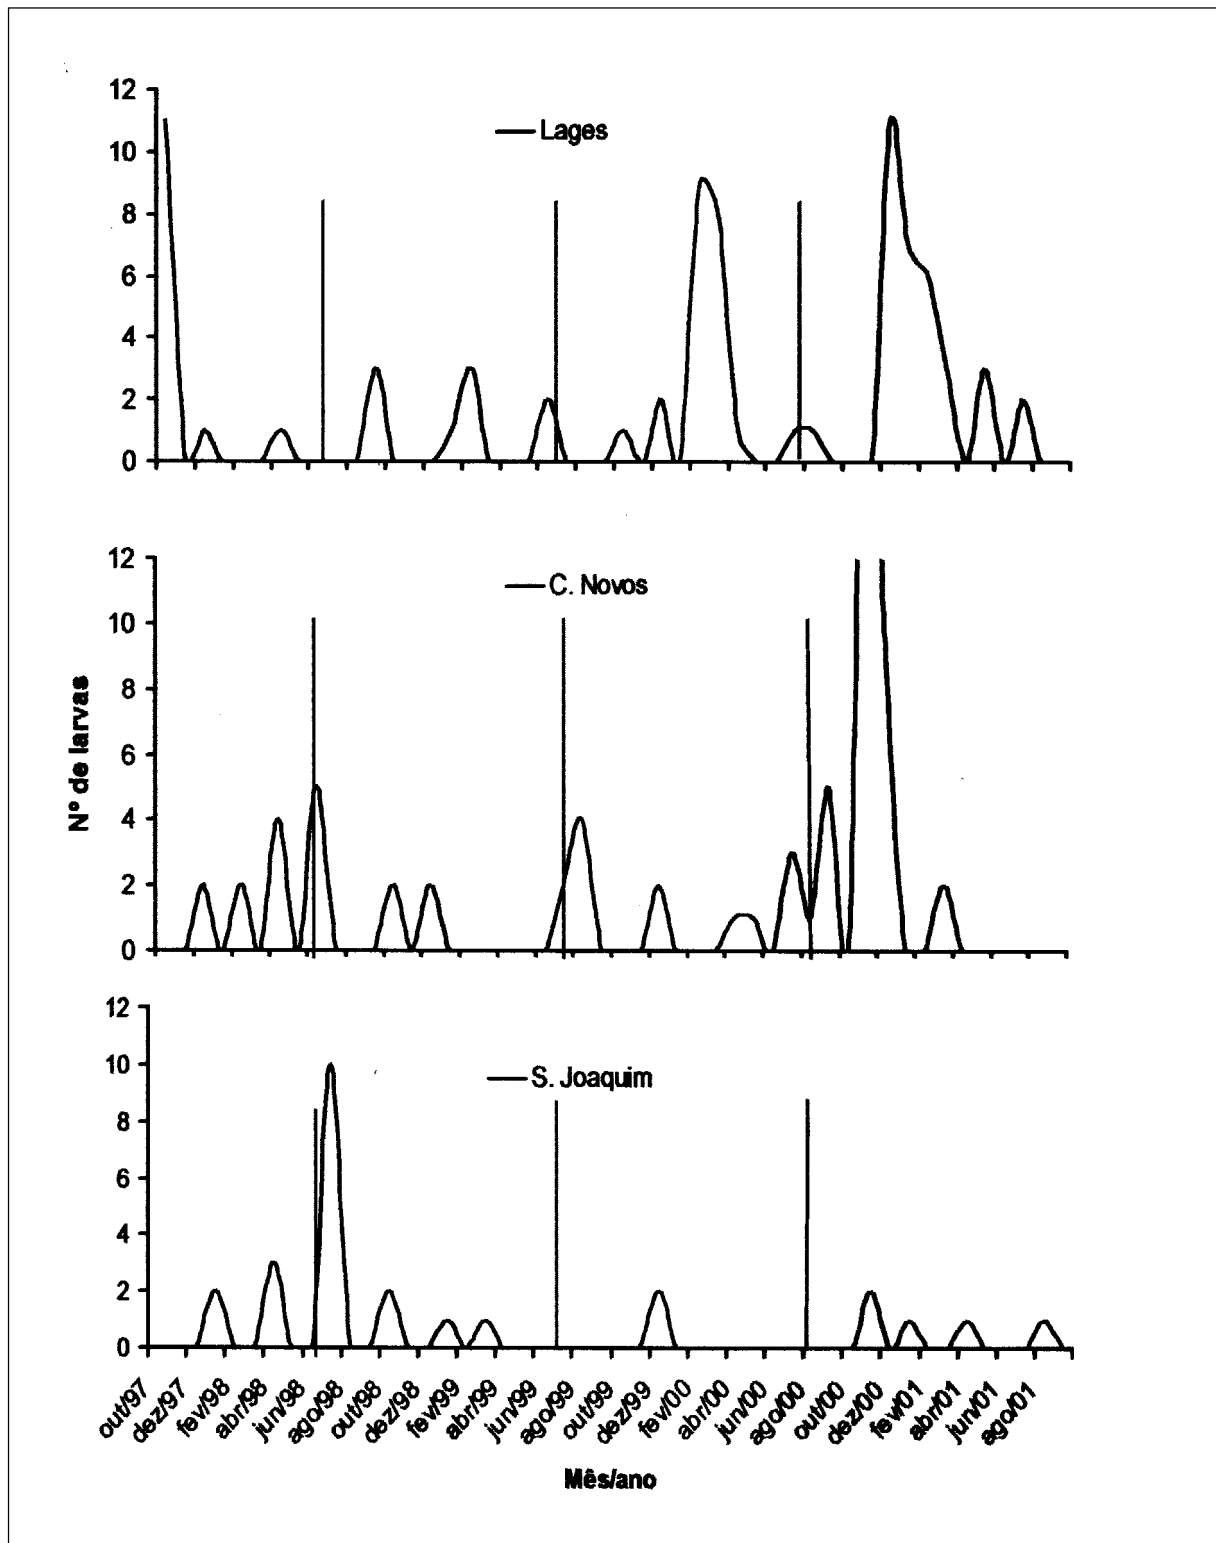 12
10
8
6
4
2
0
Lages
12
10
8
6
4
2
0
C. Novos
Nº de larvas
12
10
8
6
4
2
0
S. Joaquim
out/97
dez/97
fev/98
abr/98
jun/98
ago/98
out/98
dez/98
fev/99
abr/99
jun/99
ago/99
out/99
dez/99
fev/00
abr/00
jun/00
ago/00
out/00
dez/00
fev/01
abr/01
jun/01
ago/01
Mês/ano